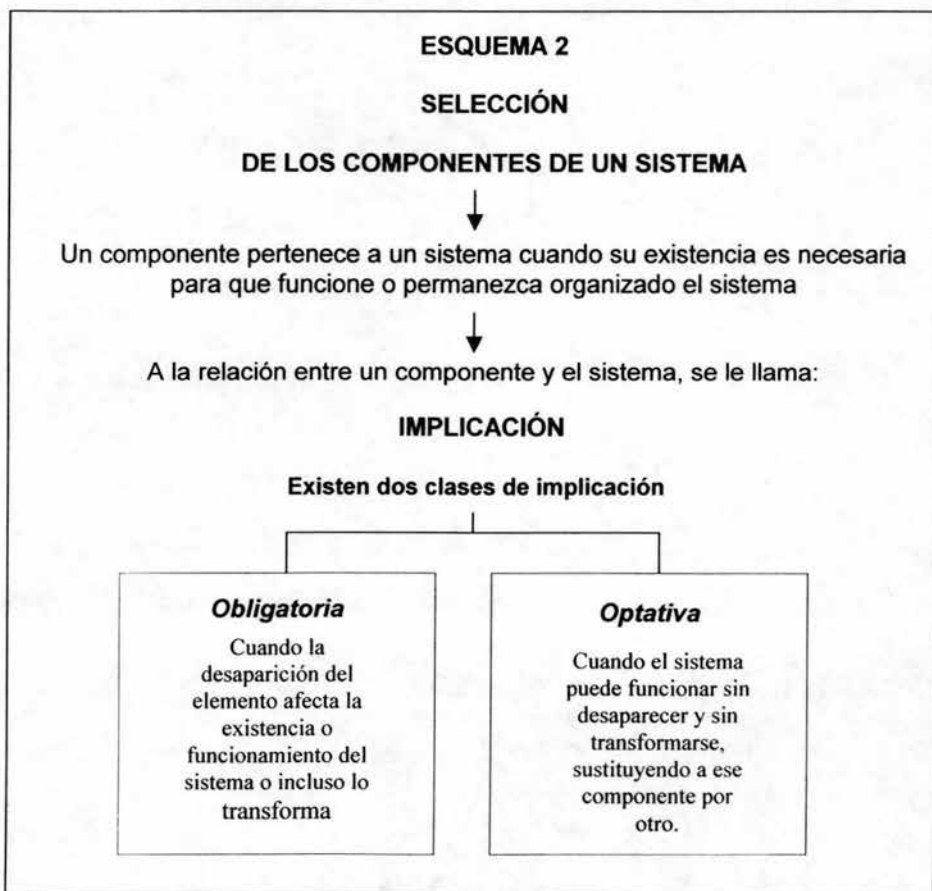 ESQUEMA 2
SELECCIÓN
DE LOS COMPONENTES DE UN SISTEMA
Un componente pertenece a un sistema cuando su existencia es necesaria
para que funcione o permanezca organizado el sistema
A la relación entre un componente y el sistema, se le llama:
IMPLICACIÓN
Existen dos clases de implicación
Obligatoria
Cuando la
desaparición del
elemento afecta la
existencia o
funcionamiento del
sistema o incluso lo
transforma
Optativa
Cuando el sistema
puede funcionar sin
desaparecer y sin
transformarse,
sustituyendo a ese
componente por
otro.